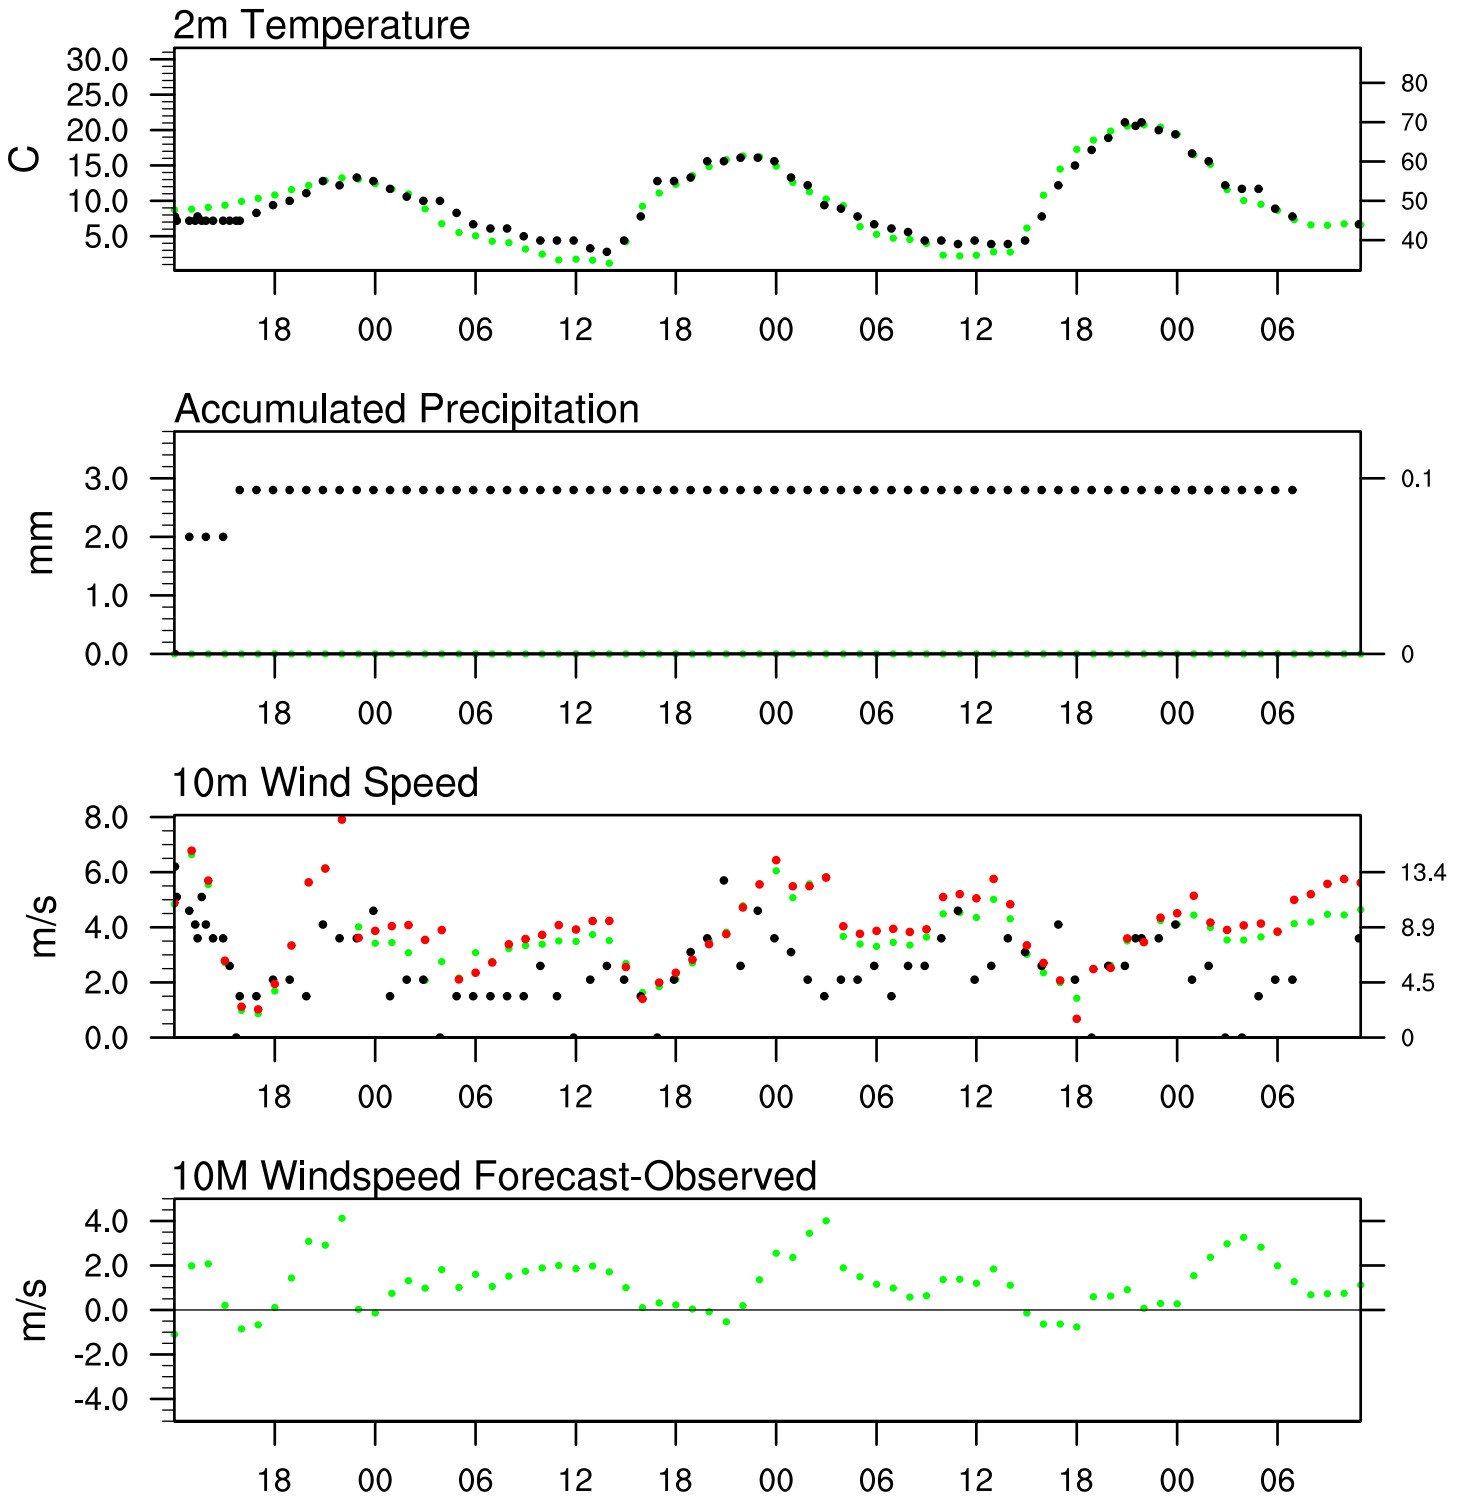 2m Temperature
30.0
25.0
20.0
15.0
10.0
5.0
C
80
70
60
50
40
18 00 06 12 18 00 06 12 18 00 06
Accumulated Precipitation
3.0
2.0
1.0
0.0
mm
0.1
0
18 00 06 12 18 00 06 12 18 00 06
10m Wind Speed
8.0
6.0
4.0
2.0
0.0
m/s
13.4
8.9
4.5
0
18 00 06 12 18 00 06 12 18 00 06
10M Windspeed Forecast-Observed
4.0
2.0
0.0
-2.0
-4.0
m/s
18 00 06 12 18 00 06 12 18 00 06